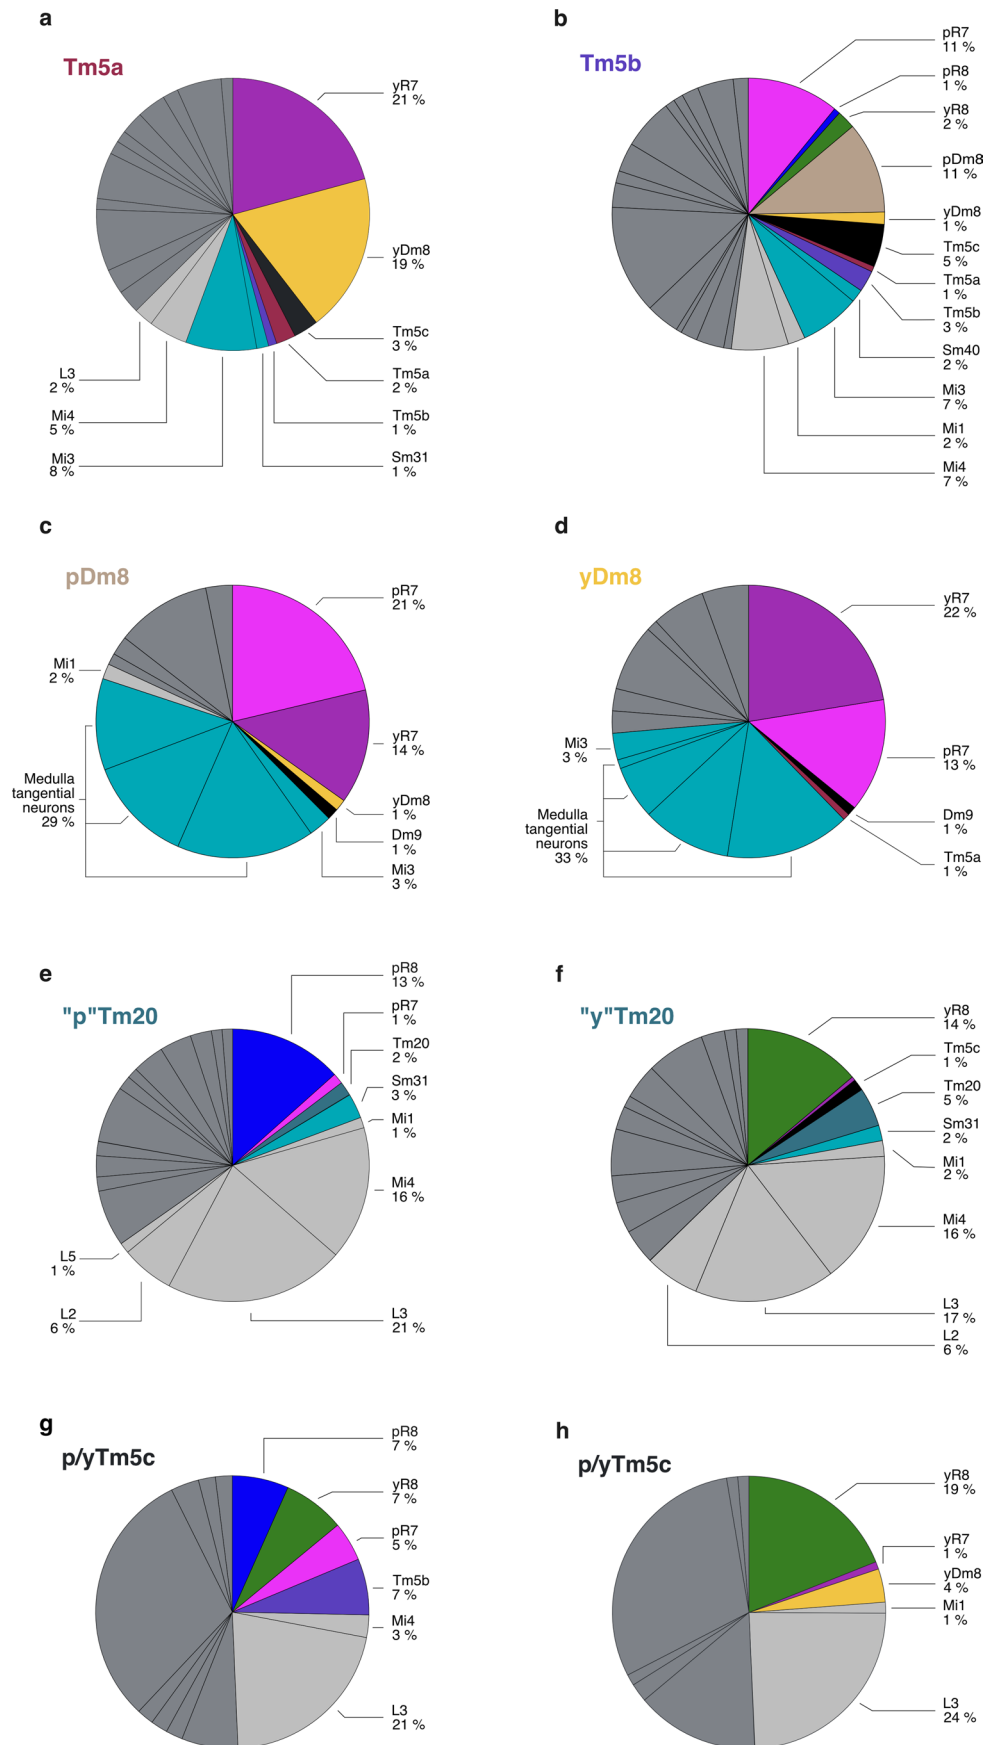 a
Tm5a
yR7
21 %
yDm8
19 %
Tm5c
3 %
Tm5a
2 %
Tm5b
1 %
Sm31
1 %
L3
2 %
Mi4
5 %
Mi3
8 %
b
Tm5b
pR7
11 %
pR8
1 %
yR8
2 %
pDm8
11 %
yDm8
1 %
Tm5c
5 %
Tm5a
1 %
Tm5b
3 %
Sm40
2 %
Mi3
7 %
Mi1
2 %
Mi4
7 %
c
pDm8
pR7
21 %
yR7
14 %
yDm8
1 %
Dm9
1 %
Mi3
3 %
Mi1
2 %
Medulla
tangential
neurons
29 %
d
yDm8
yR7
22 %
pR7
13 %
Dm9
1 %
Tm5a
1 %
Mi3
3 %
Medulla
tangential
neurons
33 %
e
"p"Tm20
pR8
13 %
pR7
1 %
Tm20
2 %
Sm31
3 %
Mi1
1 %
Mi4
16 %
L3
21 %
L5
1 %
L2
6 %
f
"y"Tm20
yR8
14 %
Tm5c
1 %
Tm20
5 %
Sm31
2 %
Mi1
2 %
Mi4
16 %
L3
17 %
L2
6 %
g
p/yTm5c
pR8
7 %
yR8
7 %
pR7
5 %
Tm5b
7 %
Mi4
3 %
L3
21 %
h
p/yTm5c
yR8
19 %
yR7
1 %
yDm8
4 %
Mi1
1 %
L3
24 %